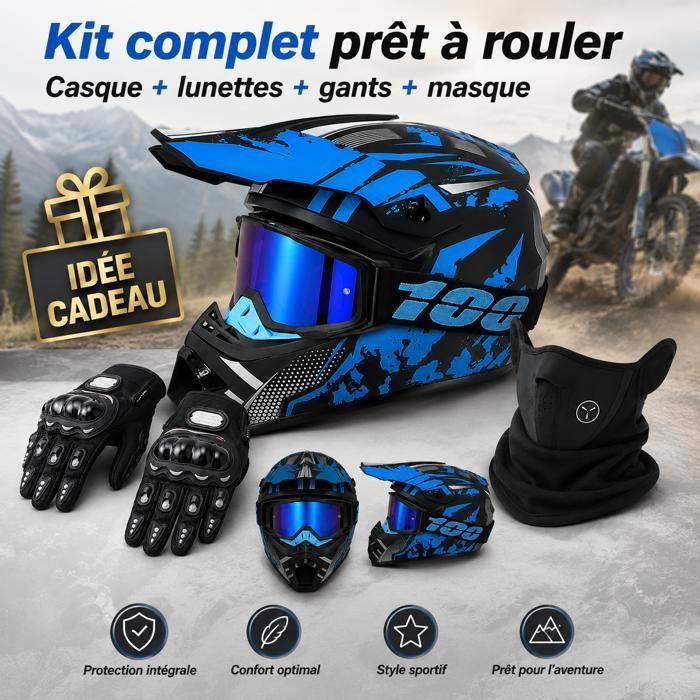 Kit complet prêt à rouler
Casque + lunettes + gants + masque
IDÉE
CADEAU
100
100
Protection intégrale
Confort optimal
Style sportif
Prêt pour l'aventure